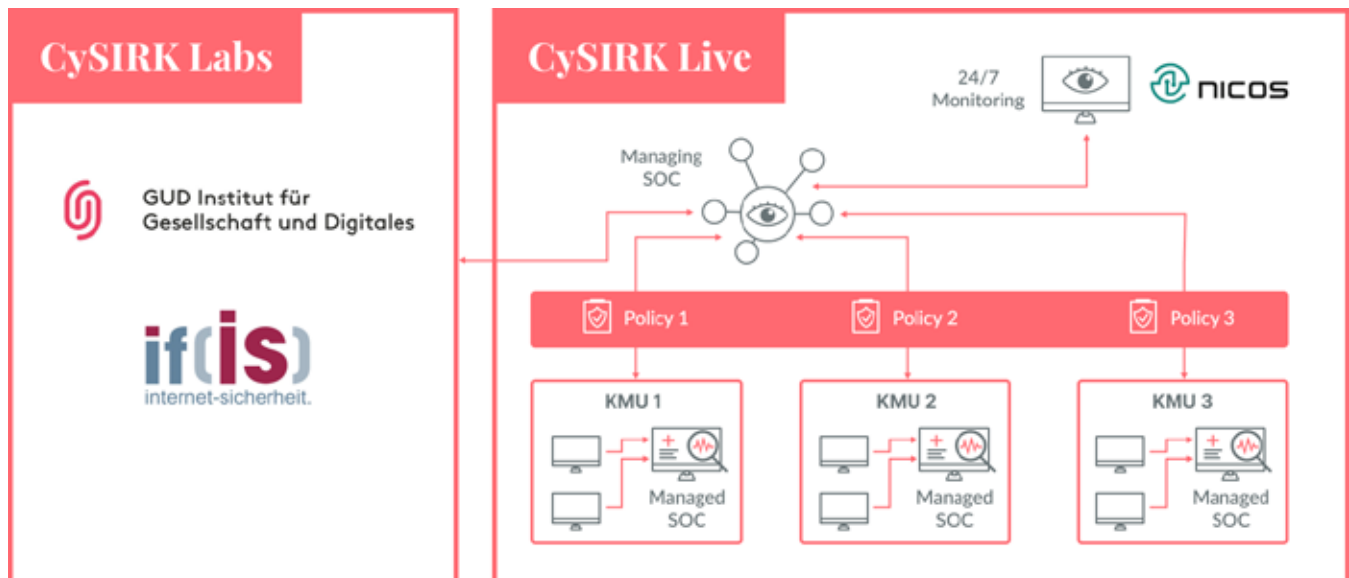 CySIRK Labs
GUD Institut für
Gesellschaft und Digitales
if(is)
internet-sicherheit.
CySIRK Live
24/7
Monitoring
nicos
Managing
SOC
Policy 1
Policy 2
Policy 3
KMU 1
KMU 2
KMU 3
Managed
SOC
Managed
SOC
Managed
SOC